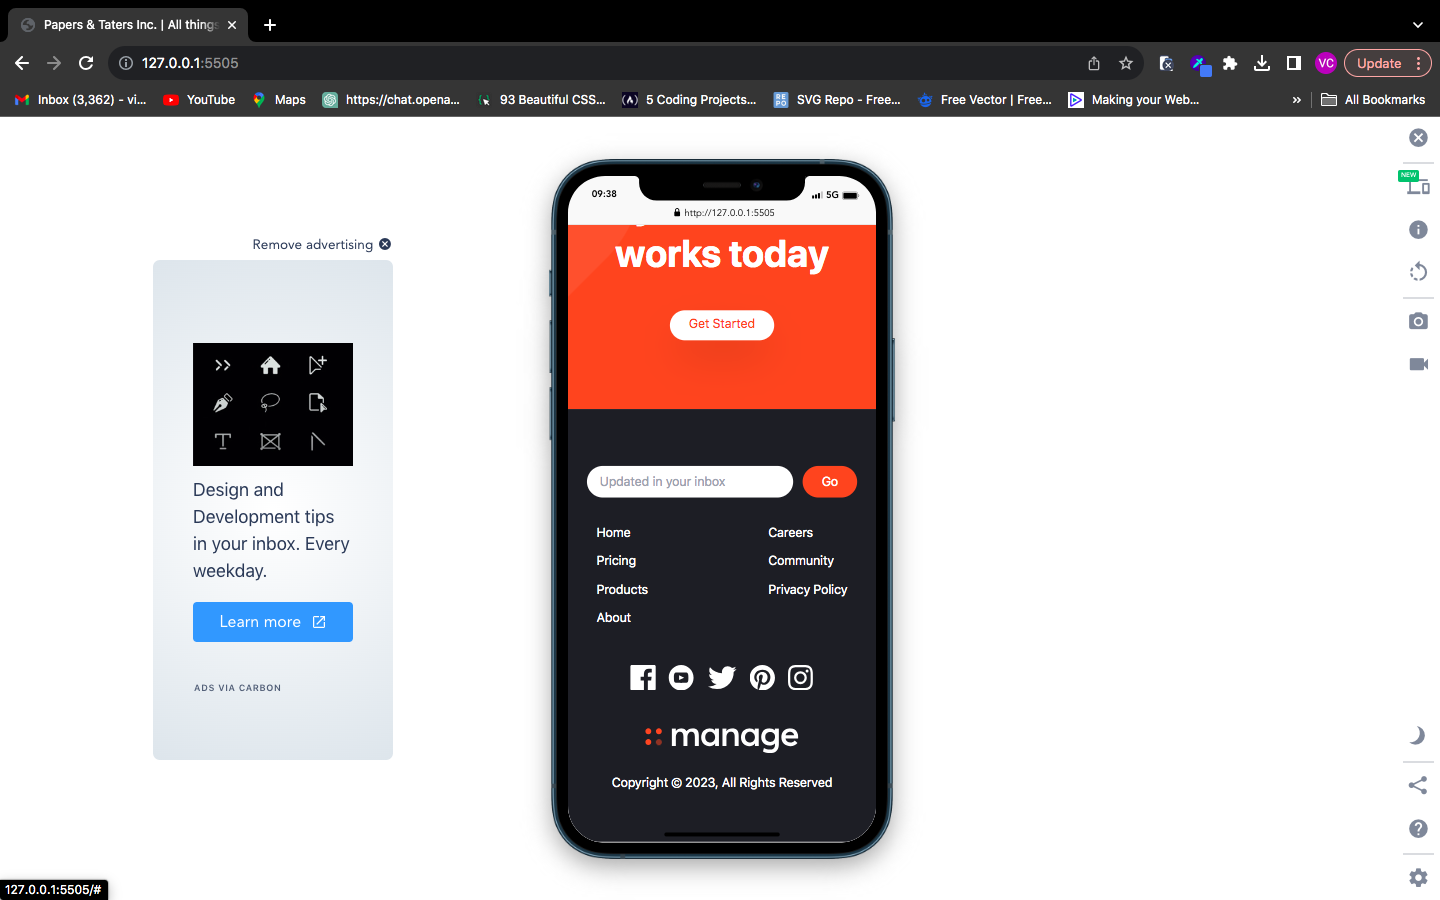 Papers & Taters Inc. | All things
127.0.0.1:5505
VC
Update
Inbox (3,362) - vi...
YouTube
Maps
https://chat.opena...
93 Beautiful CSS...
5 Coding Projects...
RE
PO
SVG Repo - Free...
Free Vector | Free...
Making your Web...
»
All Bookmarks
NEW
Remove advertising
Design and
Development tips
in your inbox. Every
weekday.
Learn more
ADS VIA CARBON
09:38
5G
http://127.0.0.1:5505
works today
Get Started
Updated in your inbox
Go
Home
Careers
Pricing
Community
Products
Privacy Policy
About
manage
Copyright © 2023, All Rights Reserved
127.0.0.1:5505/#